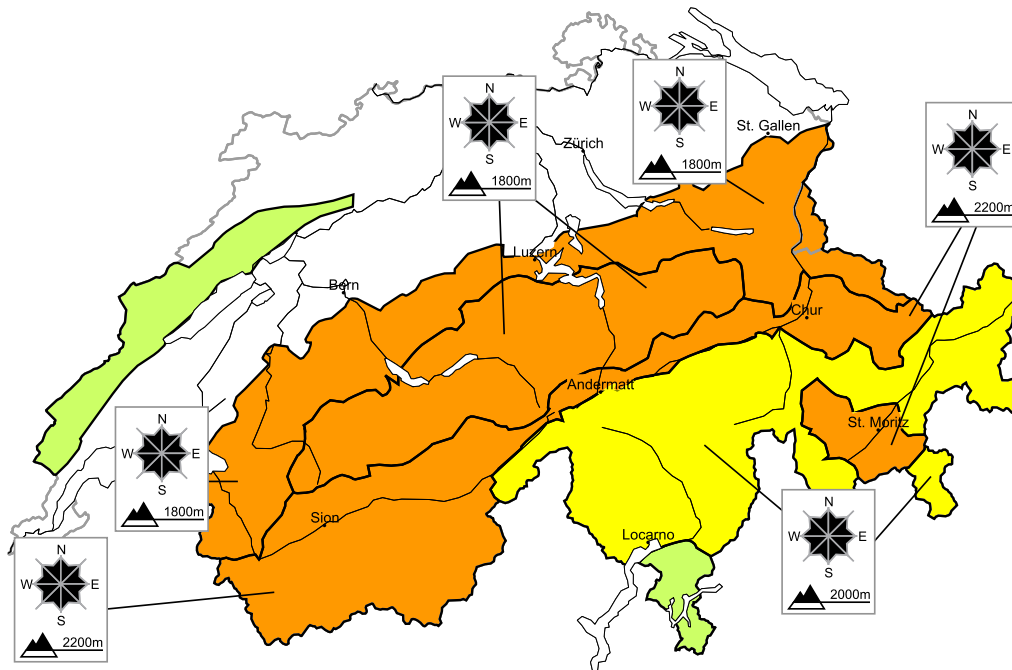 N
W E
S
1800m
N
W E
S
1800m
N
W E
S
2200m
St. Gallen
Zürich
Luzern
Bern
Chur
Andermatt
St. Moritz
N
W E
S
1800m
Sion
Locarno
N
W E
S
2000m
N
W E
S
2200m